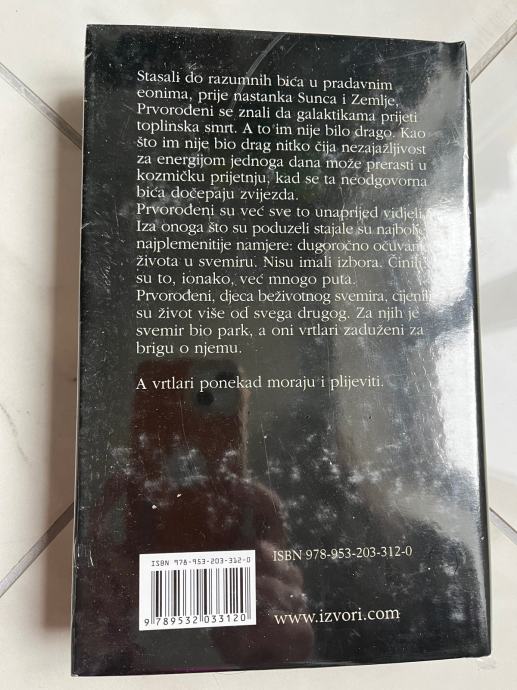 Stasali do razumnih bića u pradavnim
eonima, prije nastanka Sunca i Zemlje,
Prvorođeni se znali da galaktikama prijeti
toplinska smrt. A to im nije bilo drago. Kao
što im nije bio drag nitko čija nezajažljivost
za energijom jednoga dana može prerasti u
kozmičku prijetnju, kad se ta neodgovorna
bića dočepaju zvijezda.
Prvorođeni su već sve to unaprijed vidjeli.
Iza onoga što su poduzeli stajale su najbolje,
najplemenitije namjere: dugoročno očuvanje
života u svemiru. Nisu imali izbora. Činili
su to, ionako, već mnogo puta.
Prvorođeni, djeca beživotnog svemira, cijenili
su život više od svega drugog. Za njih je
svemir bio park, a oni vrtlari zaduženi za
brigu o njemu.
A vrtlari ponekad moraju i plijeviti.
ISBN 978-953-203-312-0
ISBN 978-953-203-312-0
9 789532 033120
www.izvori.com